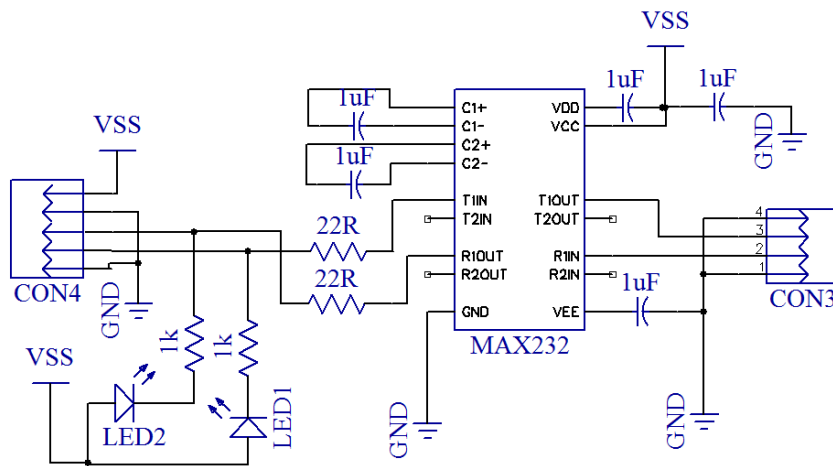 VSS
1uF
1uF
1uF
C1+
C1-
C2+
C2-
VDD
VCC
GND
1uF
VSS
T1IN
T2IN
T1OUT
T2OUT
4
3
2
1
22R
R1OUT
R2OUT
R1IN
R2IN
22R
CON4
CON3
GND
1uF
GND
VEE
MAX232
1k
1k
VSS
LED2
LED1
GND
GND